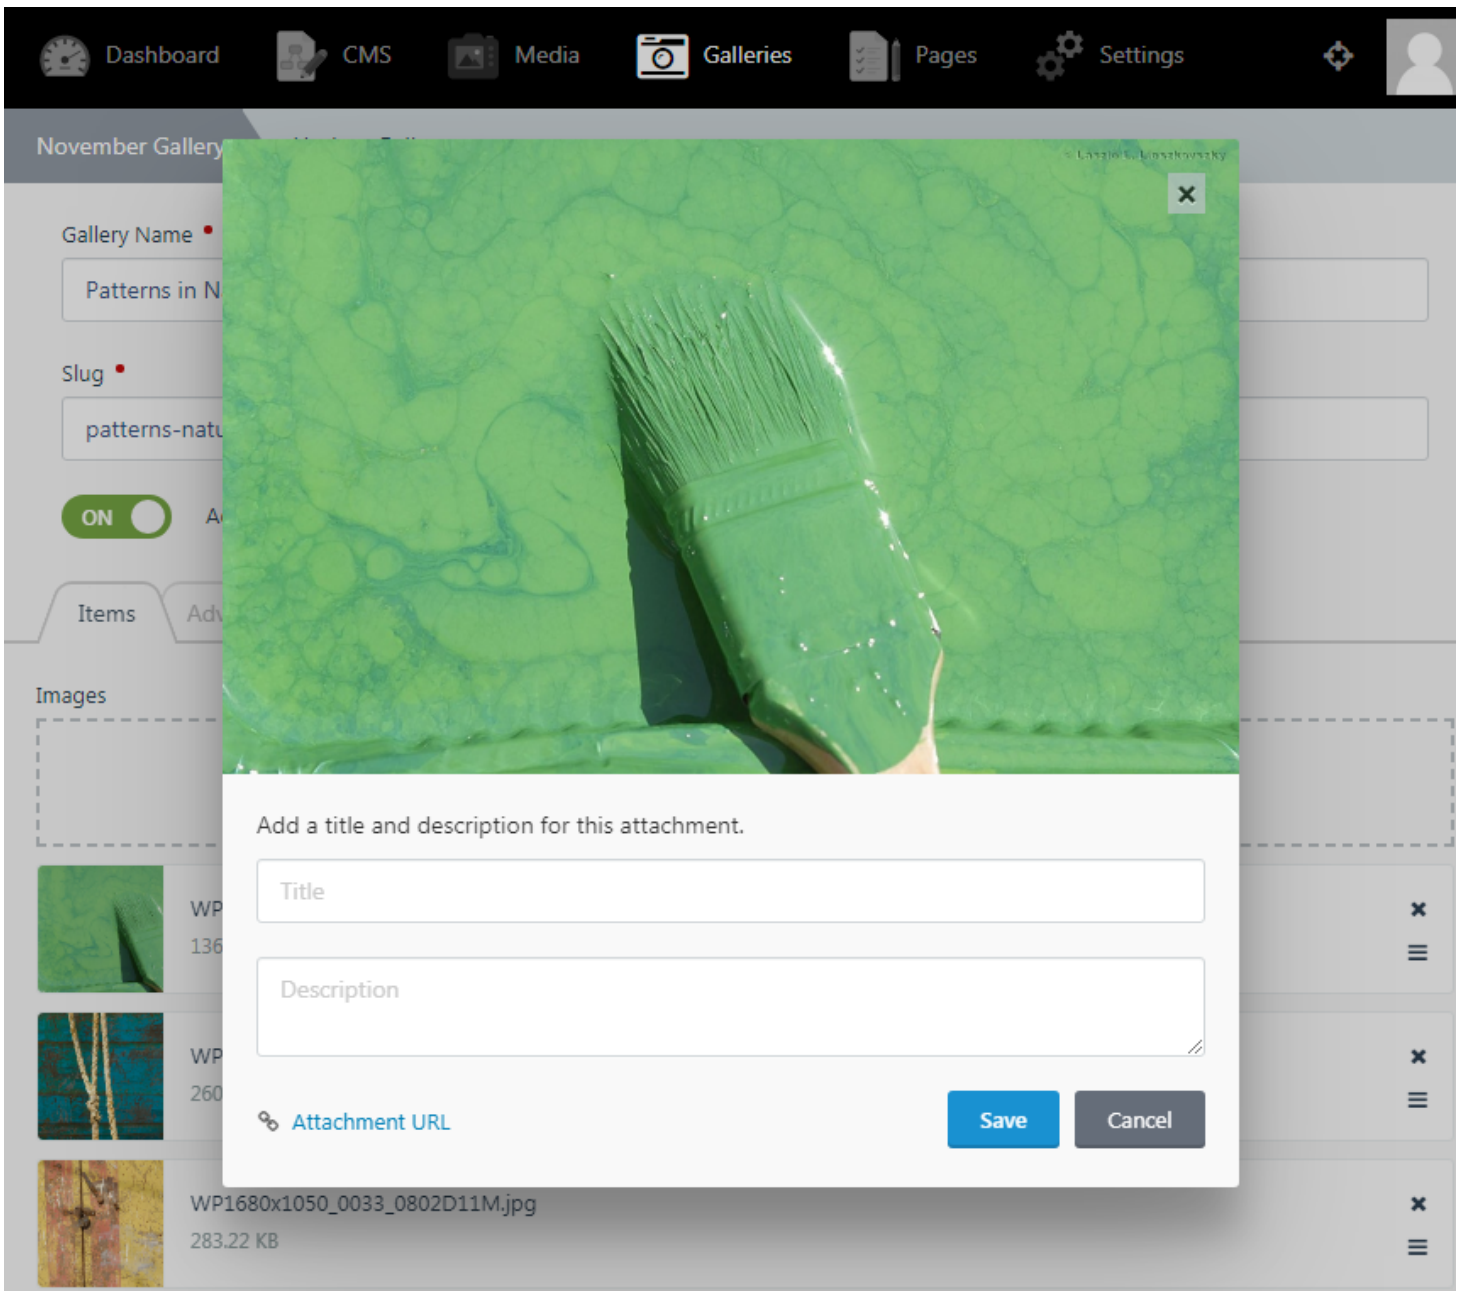 Dashboard
CMS
Media
Galleries
Pages
Settings
November Gallery
Gallery Name
Patterns in N
Slug
patterns-natu
ON
Items
Adv
Images
Add a title and description for this attachment.
Title
Description
Attachment URL
Save
Cancel
WP
136
WP
260
WP1680x1050_0033_0802D11M.jpg
283.22 KB